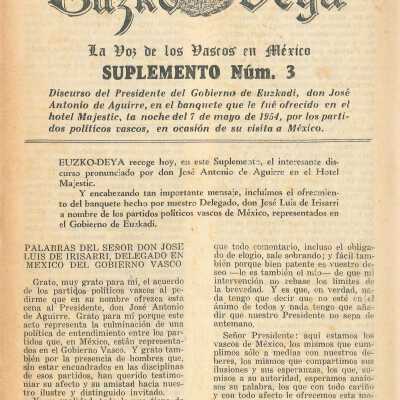 Euzko Deya
La Voz de los Vascos en México
SUPLEMENTO Núm. 3
Discurso del Presidente del Gobierno de Euzkadi, don José
Antonio de Aguirre, en el banquete que le fué ofrecido en el
hotel Majestic, la noche del 7 de mayo de 1954, por los parti-
dos políticos vascos, en ocasión de su visita a México.
EUZKO-DEYA recoge hoy, en este Suplemento, el interesante dis-
curso pronunciado por don José Antonio de Aguirre en el Hotel
Majestic.
Y encabezando tan importante mensaje, incluímos el ofrecimien-
to del banquete hecho por nuestro Delegado, don José Luis de Irisarri
a nombre de los partidos políticos vascos de México, representados en
el Gobierno de Euzkadi.
PALABRAS DEL SEÑOR DON JOSE
LUIS DE IRISARRI, DELEGADO EN
MEXICO DEL GOBIERNO VASCO
Grato, muy grato para mí, el acuerdo
de los partidos políticos vascos al pe-
dirme que en su nombre ofrezca esta
cena al Presidente, don José Antonio
de Aguirre. Grato para mí porque este
acto representa la culminación de una
política de entendimiento entre los par-
tidos que, en México, están representa-
dos en el Gobierno Vasco. Y grato tam-
bién por la presencia de hombres que,
sin estar encuadrados en las disciplinas
de esos partidos, han querido testimo-
niar su afecto y su amistad hacia nues-
tro ilustre y distinguido invitado.
que todo comentario, incluso el obliga-
do de elogio, sale sobrando; y fácil tam-
bién porque bien patente es vuestro de-
seo —le es también el mío— de que mi
intervención no rebase los límites de
la brevedad. Y es que, en verdad, na-
da tengo que decir que no esté en el
ánimo de todos y nada tengo que aña-
dir que nuestro Presidente no sepa de
antemano.
Señor Presidente: aquí estamos los
vascos de México, los mismos que cum-
plimos sólo a medias con nuestros de-
beres, los mismos que compartimos sus
ilusiones y sus esperanzas, los que, su-
misos a su autoridad, esperamos ansio-
sos su palabra, los que con todo cariño